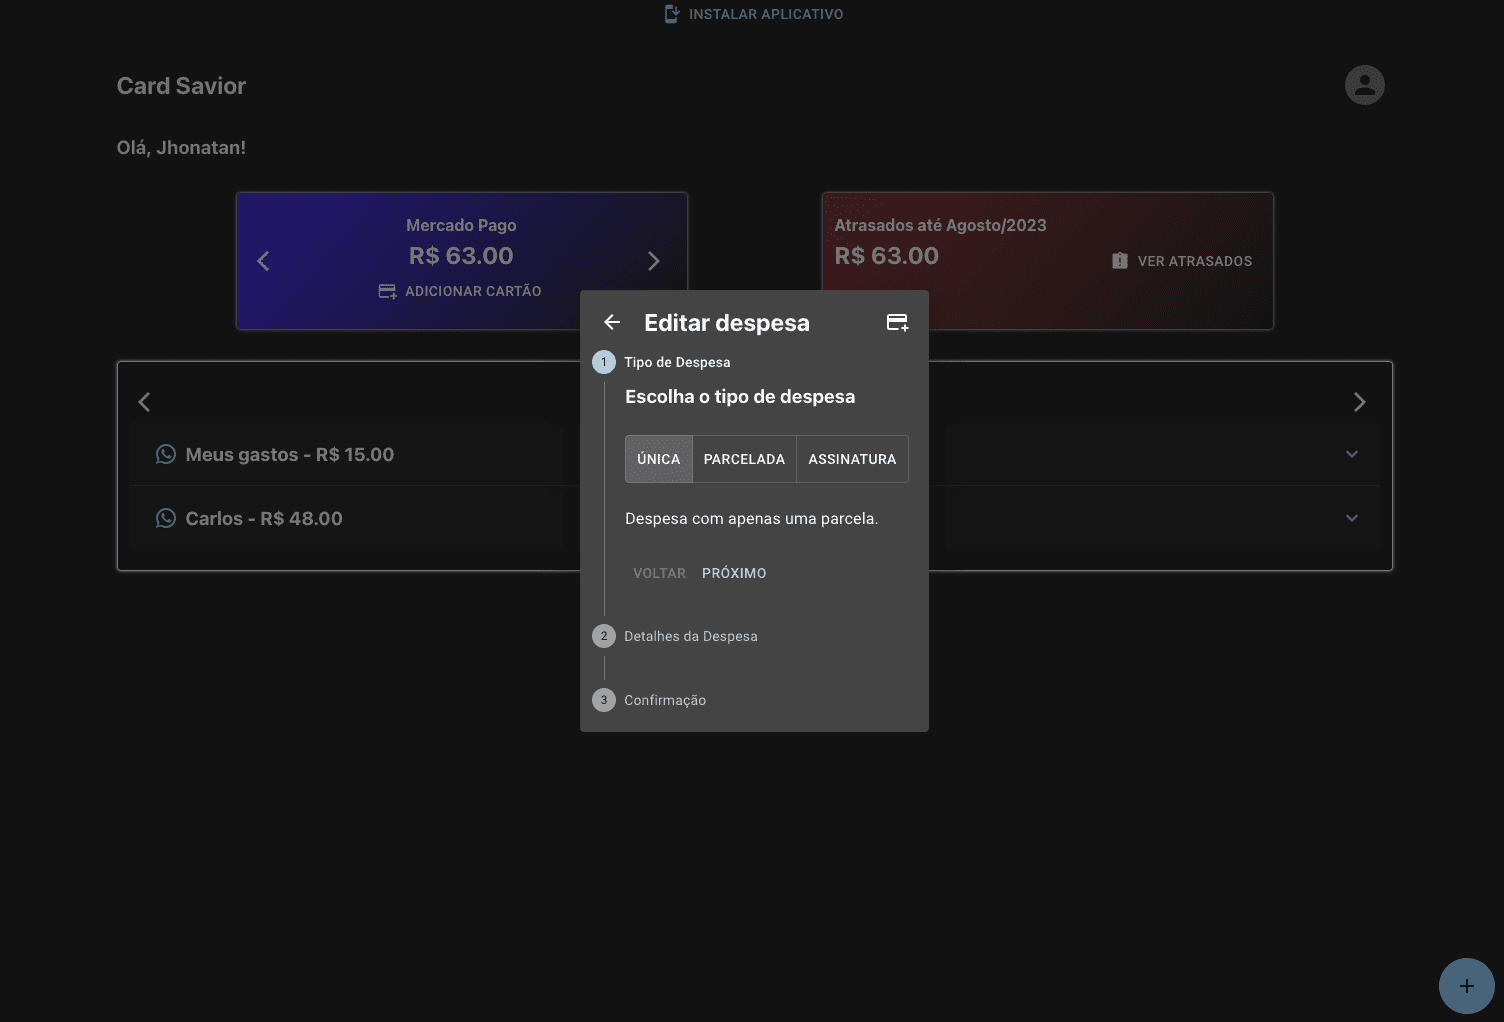 INSTALAR APLICATIVO
Card Savior
Olá, Jhonatan!
Mercado Pago
R$ 63.00
ADICIONAR CARTÃO
Atrasados até Agosto/2023
R$ 63.00
VER ATRASADOS
Meus gastos - R$ 15.00
Carlos - R$ 48.00
Editar despesa
1 Tipo de Despesa
Escolha o tipo de despesa
ÚNICA PARCELADA ASSINATURA
Despesa com apenas uma parcela.
VOLTAR PRÓXIMO
2 Detalhes da Despesa
3 Confirmação